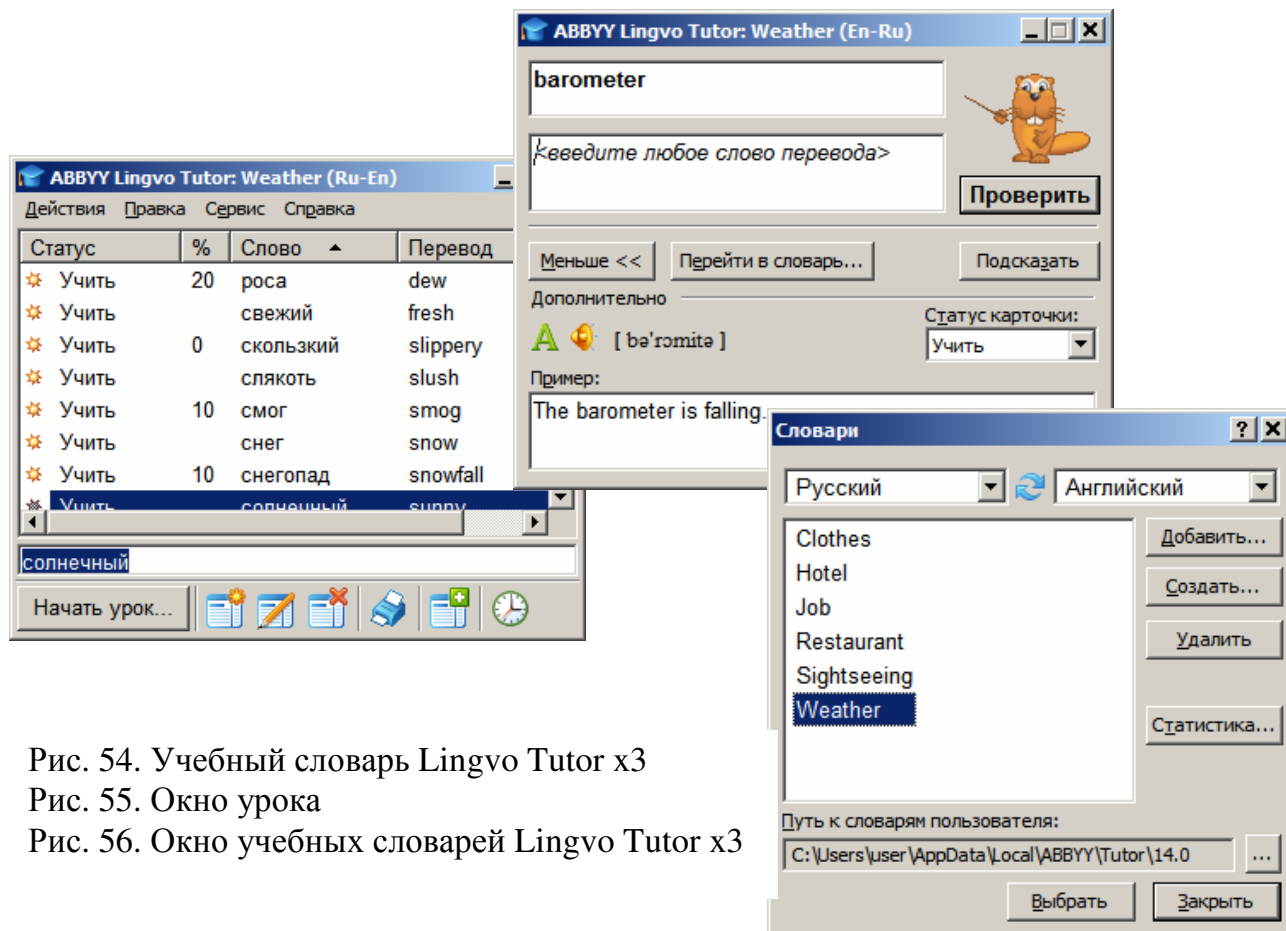 ABBYY Lingvo Tutor: Weather (Ru-En)
Действия Правка Сервис Справка
Статус % Слово Перевод
Учить 20 роса dew
Учить свежий fresh
Учить 0 скользкий slippery
Учить слякоть slush
Учить 10 смог smog
Учить снег snow
Учить 10 снегопад snowfall
Учить солнечный sunny
солнечный
Начать урок...
ABBYY Lingvo Tutor: Weather (En-Ru)
barometer
<введите любое слово перевода>
Проверить
Меньше << Перейти в словарь... Подсказать
Дополнительно
Статус карточки:
A [ bə'rɔmitə ]
Учить
Пример:
The barometer is falling.
Словари
Русский Английский
Clothes
Hotel
Job
Restaurant
Sightseeing
Weather
Добавить...
Создать...
Удалить
Статистика...
Путь к словарям пользователя:
C:\Users\user\AppData\Local\ABBYY\Tutor\14.0 ...
Выбрать Закрыть
Рис. 54. Учебный словарь Lingvo Tutor x3
Рис. 55. Окно урока
Рис. 56. Окно учебных словарей Lingvo Tutor x3